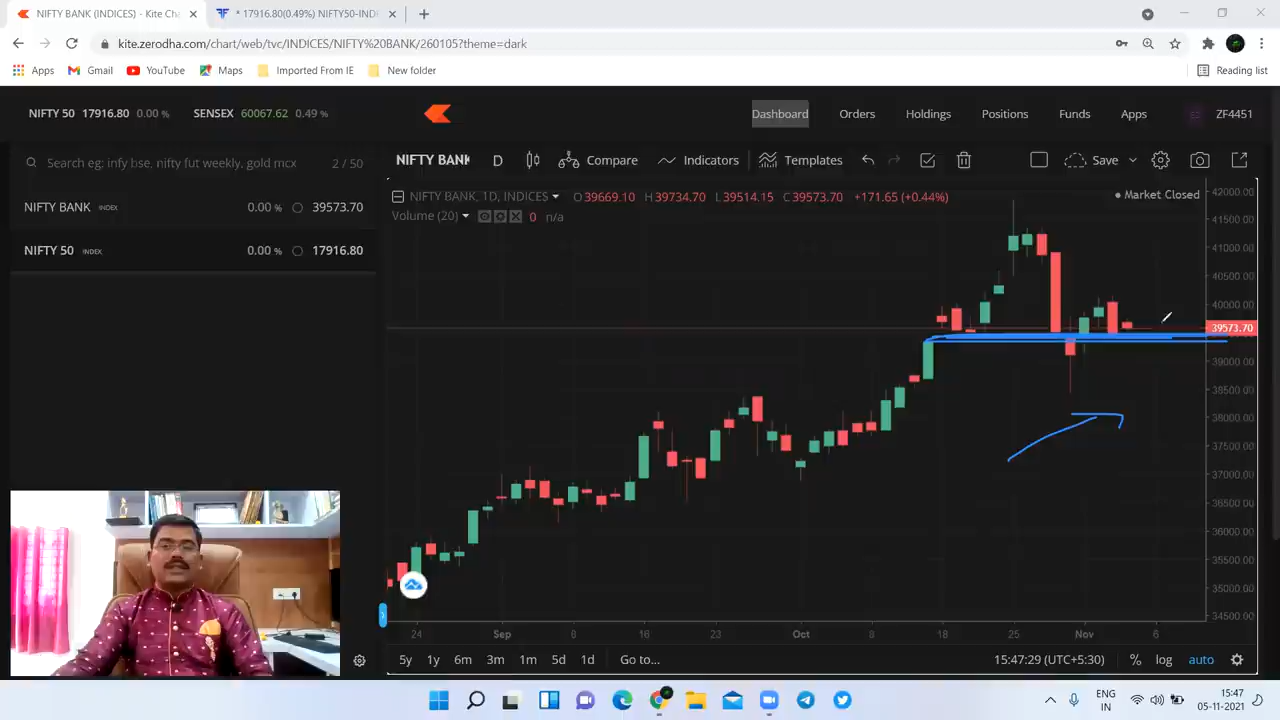 NIFTY BANK (INDICES) - Kite Cha
* 17916.80(0.49%) NIFTY50-IND
kite.zerodha.com/chart/web/tvc/INDICES/NIFTY%20BANK/260105?theme=dark
Apps Gmail YouTube Maps Imported From IE New folder Reading list
NIFTY 50 17916.80 0.00 % SENSEX 60067.62 0.49 % Dashboard Orders Holdings Positions Funds Apps ZF4451
Search eg: infy bse, nifty fut weekly, gold mcx 2 / 50
NIFTY BANK INDEX 0.00 % 39573.70
NIFTY 50 INDEX 0.00 % 17916.80
NIFTY BANK D Compare Indicators Templates Save
NIFTY BANK, 1D, INDICES O39669.10 H39734.70 L39514.15 C39573.70 +171.65 (+0.44%) Market Closed
Volume (20) 0 n/a
42000.00
41500.00
41000.00
40500.00
40000.00
39573.70
39000.00
38500.00
38000.00
37500.00
37000.00
36500.00
36000.00
35500.00
35000.00
34500.00
24 Sep 8 16 23 Oct 8 18 25 Nov 6
5y 1y 6m 3m 1m 5d 1d Go to... 15:47:29 (UTC+5:30) % log auto
ENG
IN
15:47
05-11-2021